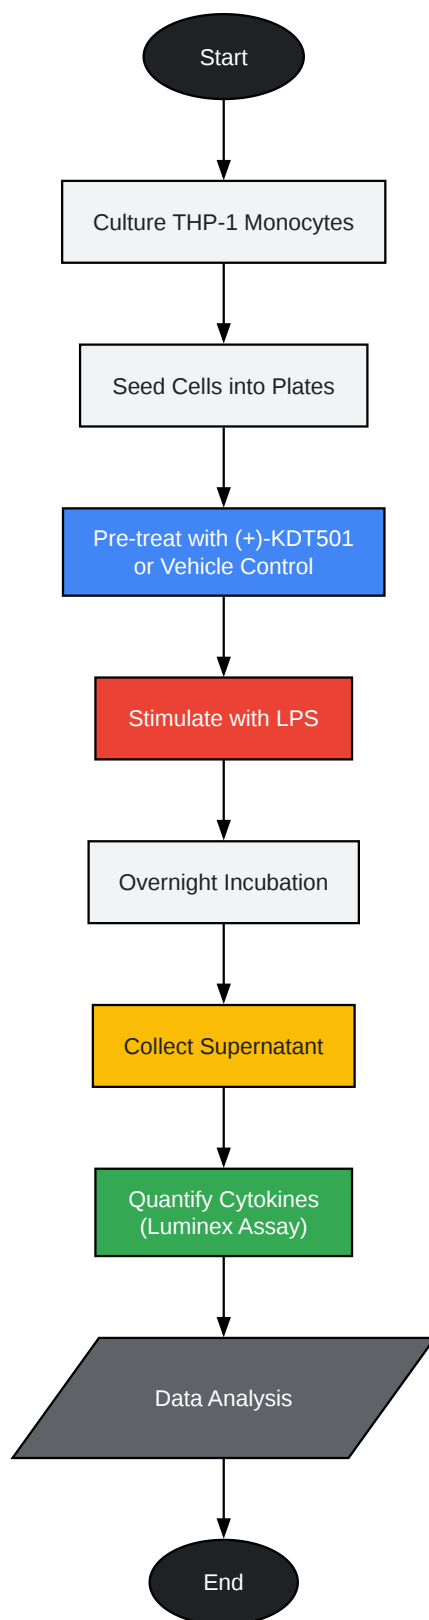 Start
Culture THP-1 Monocytes
Seed Cells into Plates
Pre-treat with (+)-KDT501
or Vehicle Control
Stimulate with LPS
Overnight Incubation
Collect Supernatant
Quantify Cytokines
(Luminex Assay)
Data Analysis
End